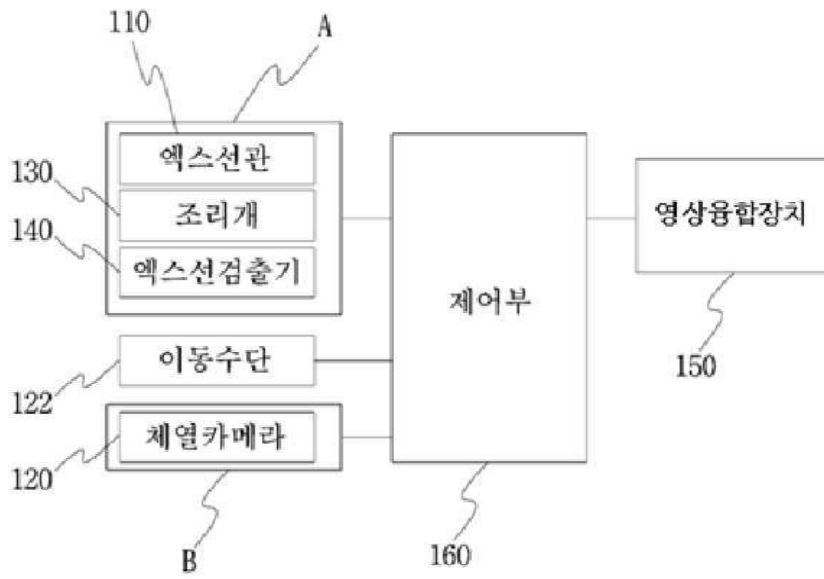 110
A
엑스선관
130
조리개
140
엑스선검출기
영상융합장치
제어부
150
이동수단
122
체열카메라
120
B
160